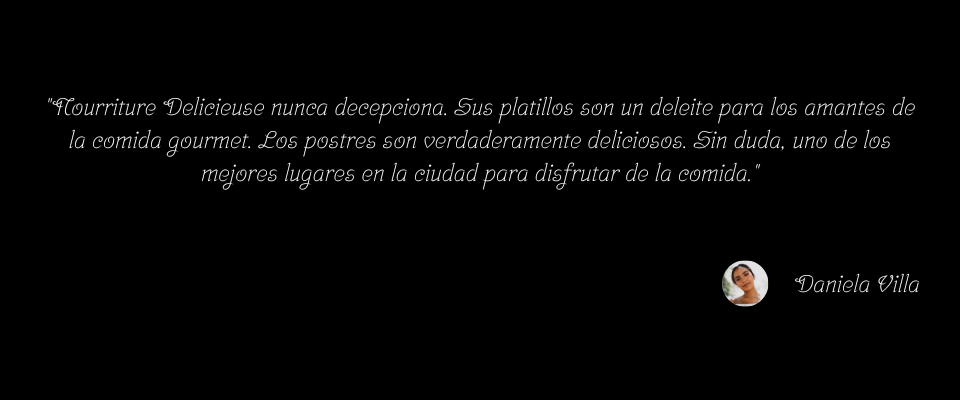 "Nourriture Delicieuse nunca decepciona. Sus platillos son un deleite para los amantes de
la comida gourmet. Los postres son verdaderamente deliciosos. Sin duda, uno de los
mejores lugares en la ciudad para disfrutar de la comida."
Daniela Villa